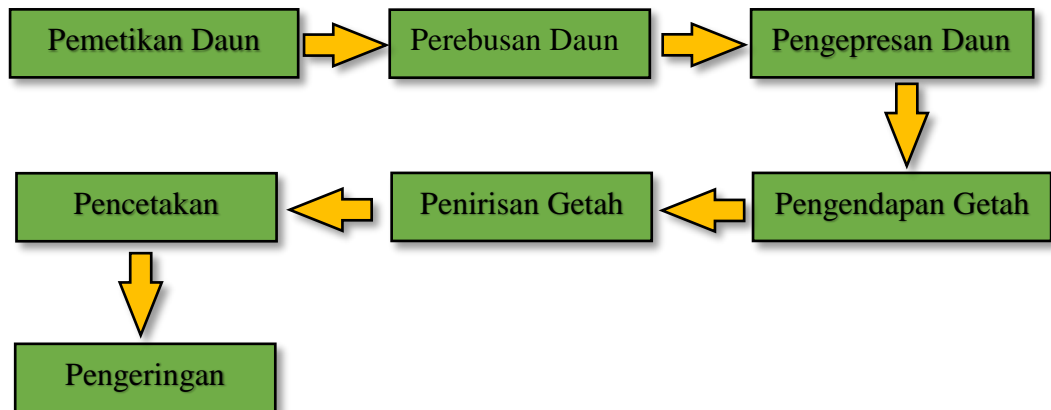 Pemetikan Daun
Perebusan Daun
Pengepresan Daun
Pengendapan Getah
Penirisan Getah
Pencetakan
Pengeringan